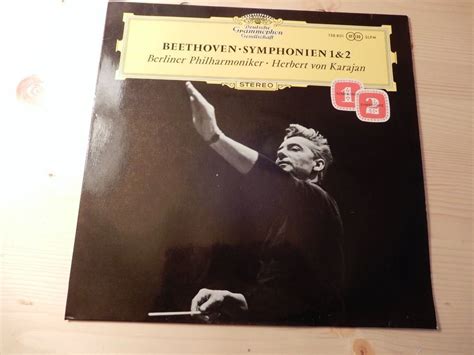 Deutsche
Grammophon
Gesellschaft
BEETHOVEN · SYMPHONIEN 1&2
Berliner Philharmoniker · Herbert von Karajan
STEREO
1
2